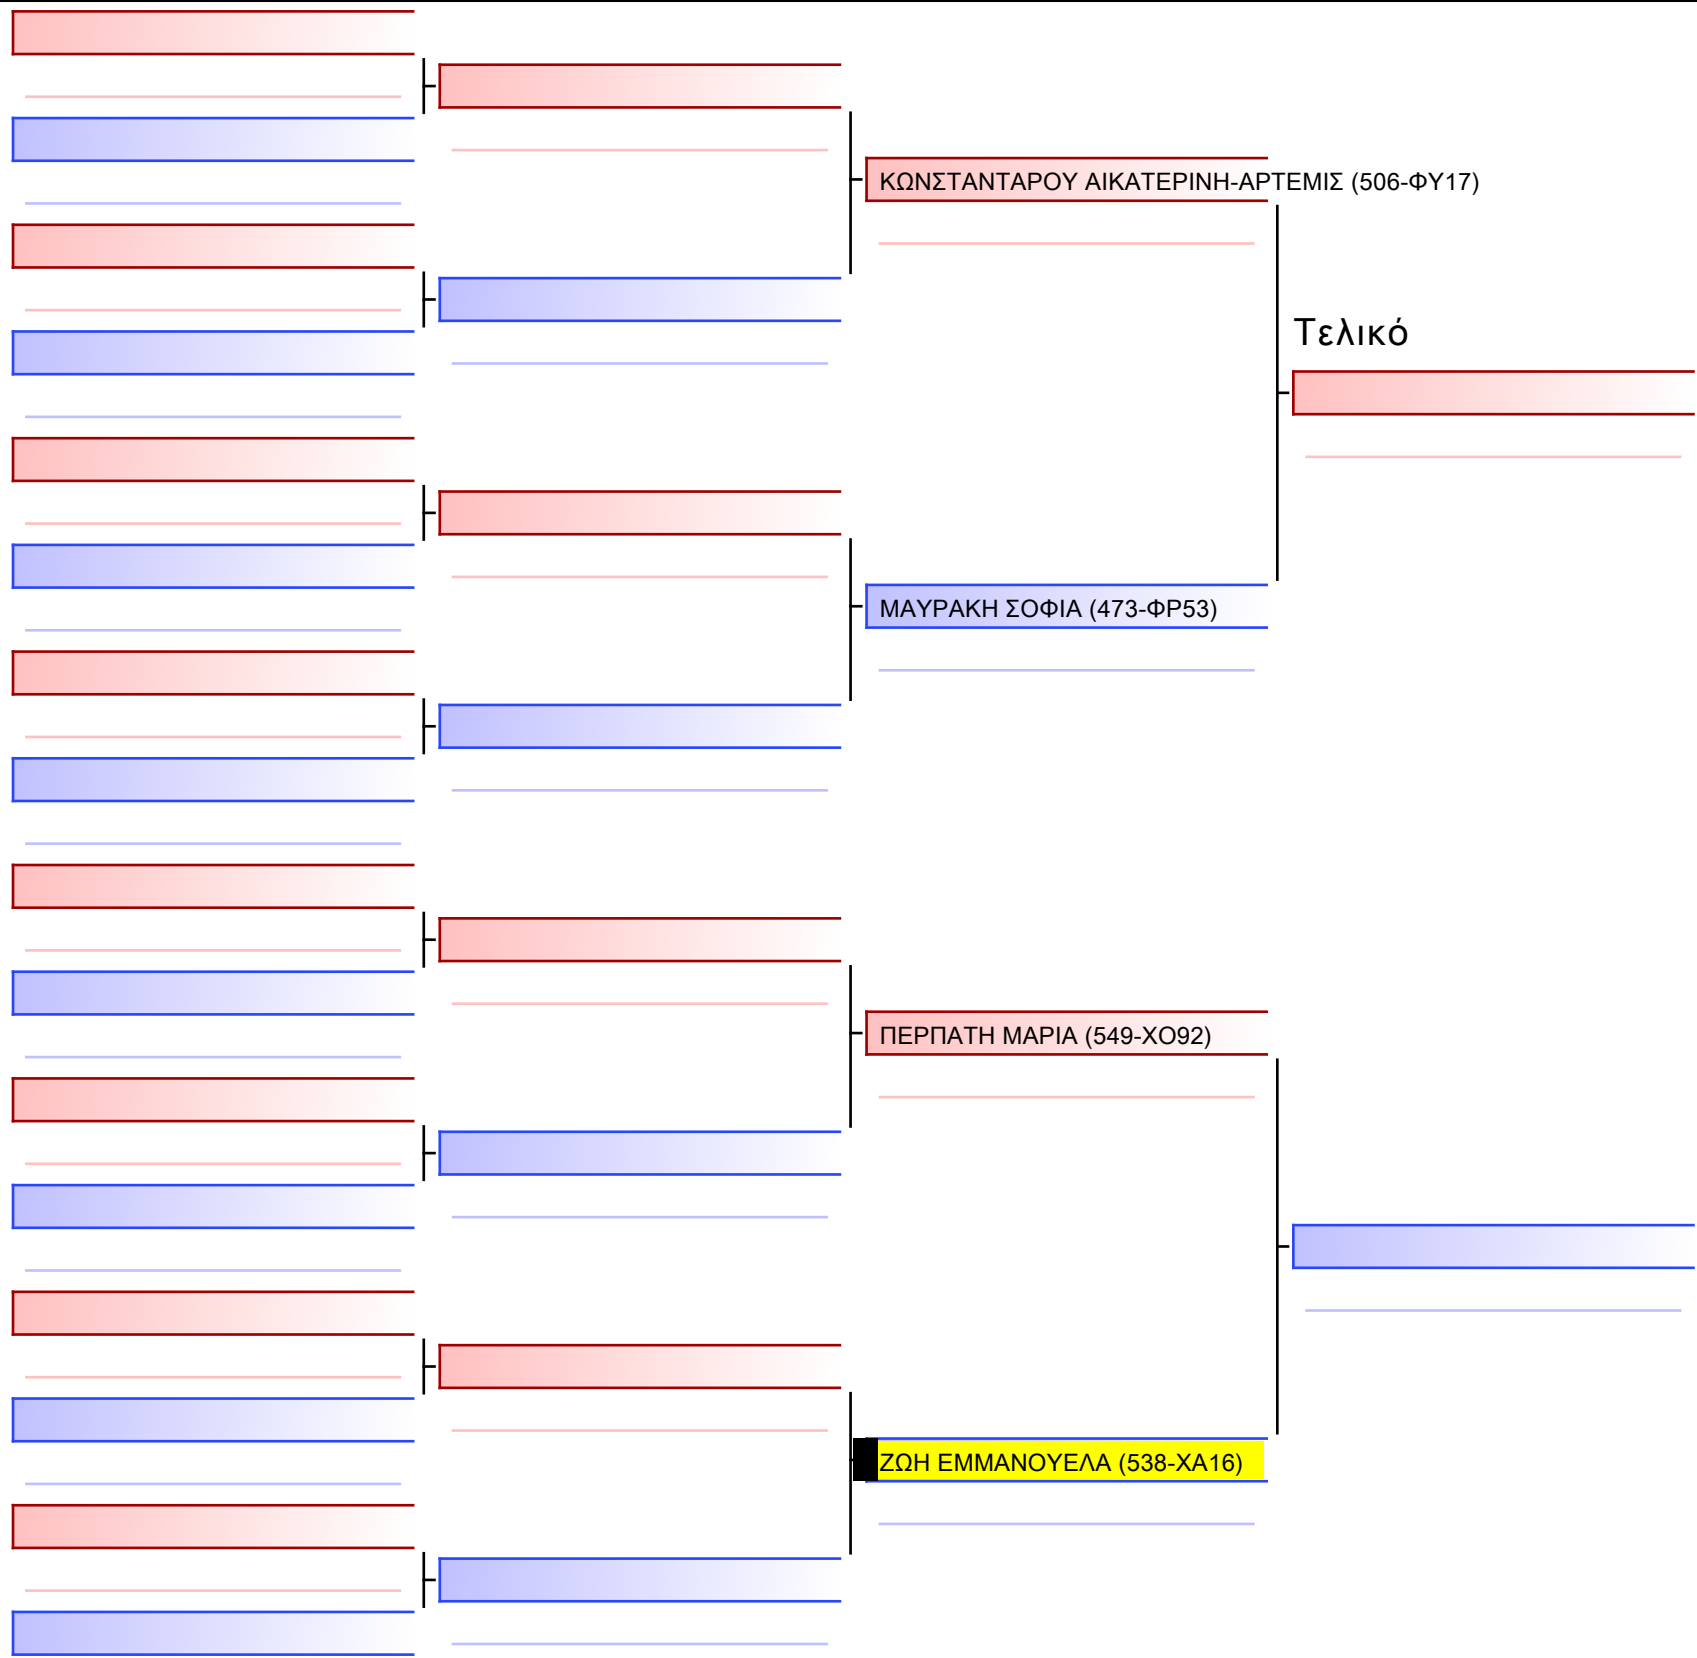 ΚΩΝΣΤΑΝΤΑΡΟΥ ΑΙΚΑΤΕΡΙΝΗ-ΑΡΤΕΜΙΣ (506-ΦΥ17)
Τελικό
ΜΑΥΡΑΚΗ ΣΟΦΙΑ (473-ΦΡ53)
ΠΕΡΠΑΤΗ ΜΑΡΙΑ (549-ΧΟ92)
ΖΩΗ ΕΜΜΑΝΟΥΕΛΑ (538-ΧΑ16)